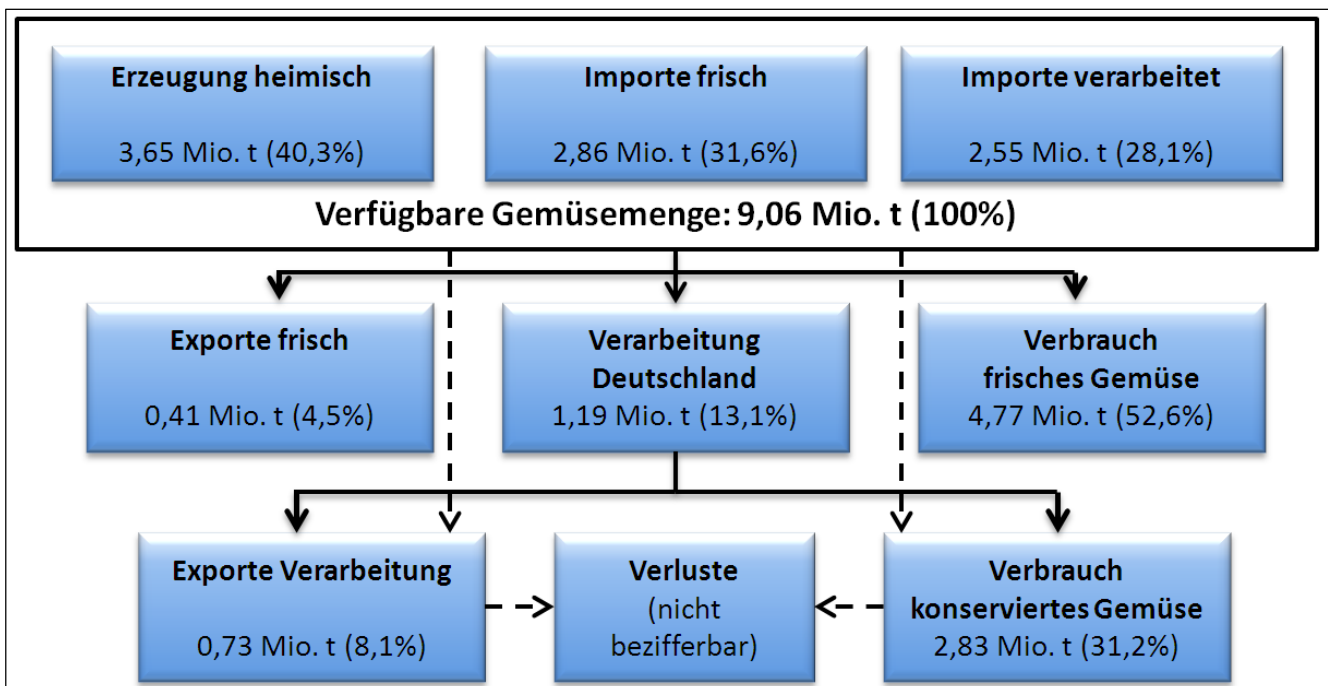 Erzeugung heimisch
3,65 Mio. t (40,3%)
Importe frisch
2,86 Mio. t (31,6%)
Importe verarbeitet
2,55 Mio. t (28,1%)
Verfügbare Gemüsemenge: 9,06 Mio. t (100%)
Exporte frisch
0,41 Mio. t (4,5%)
Verarbeitung
Deutschland
1,19 Mio. t (13,1%)
Verbrauch
frisches Gemüse
4,77 Mio. t (52,6%)
Exporte Verarbeitung
0,73 Mio. t (8,1%)
Verluste
(nicht
bezifferbar)
Verbrauch
konserviertes Gemüse
2,83 Mio. t (31,2%)